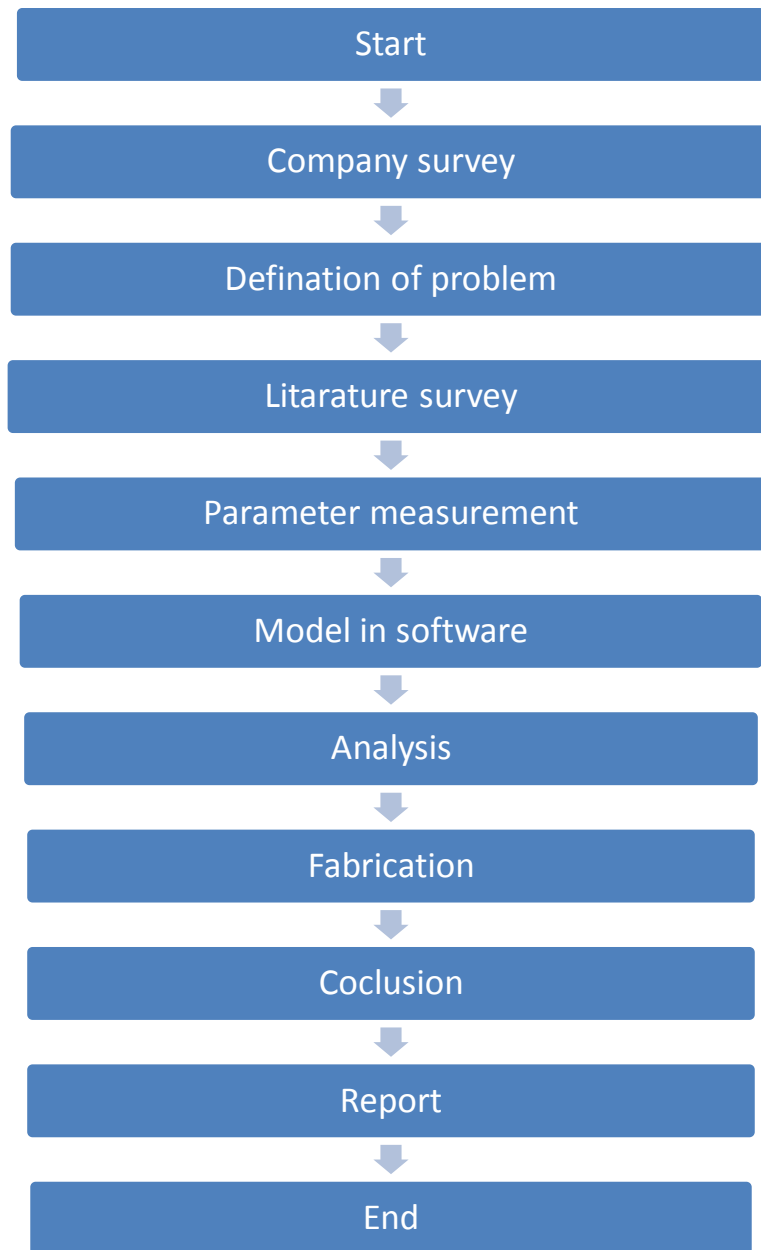 Start
Company survey
Defination of problem
Litarature survey
Parameter measurement
Model in software
Analysis
Fabrication
Coclusion
Report
End